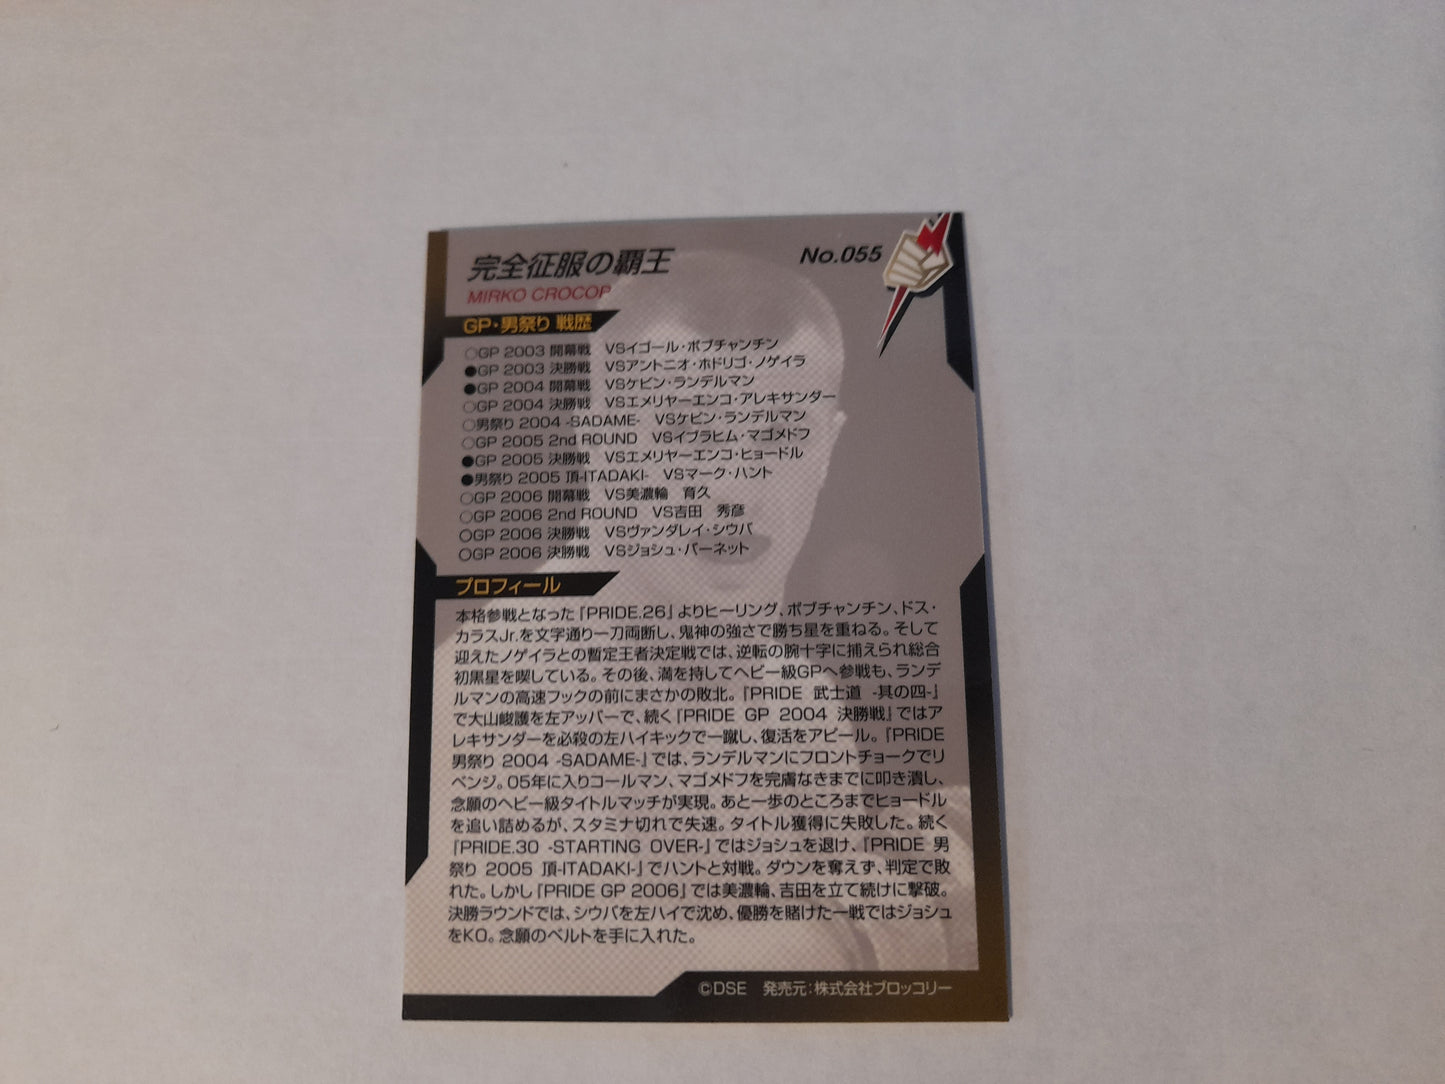 完全征服の覇王
No.055
MIRKO CROCOP
GP・男祭り 戦歴
○GP 2003 開幕戦 VSイゴール・ボブチャンチン
●GP 2003 決勝戦 VSアントニオ・ホドリゴ・ノゲイラ
●GP 2004 開幕戦 VSケビン・ランデルマン
○GP 2004 決勝戦 VSエメリヤーエンコ・アレキサンダー
○男祭り 2004 -SADAME- VSケビン・ランデルマン
○GP 2005 2nd ROUND VSイブラヒム・マゴメドフ
●GP 2005 決勝戦 VSエメリヤーエンコ・ヒョードル
●男祭り 2005 頂-ITADAKI- VSマーク・ハント
○GP 2006 開幕戦 VS美濃輪 育久
○GP 2006 2nd ROUND VS吉田 秀彦
○GP 2006 決勝戦 VSヴァンダレイ・シウバ
○GP 2006 決勝戦 VSジョシュ・バーネット
プロフィール
本格参戦となった『PRIDE.26』よりヒーリング、ボブチャンチン、ドス・
カラスJr.を文字通り一刀両断し、鬼神の強さで勝ち星を重ねる。そして
迎えたノゲイラとの暫定王者決定戦では、逆転の腕十字に捕えられ総合
初黒星を喫している。その後、満を持してヘビー級GPへ参戦も、ランデ
ルマンの高速フックの前にまさかの敗北。『PRIDE 武士道 -其の四-』
で大山峻護を左アッパーで、続く『PRIDE GP 2004 決勝戦』ではア
レキサンダーを必殺の左ハイキックで一蹴し、復活をアピール。『PRIDE
男祭り 2004 -SADAME-』では、ランデルマンにフロントチョークでリ
ベンジ。05年に入りコールマン、マゴメドフを完膚なきまでに叩き潰し、
念願のヘビー級タイトルマッチが実現。あと一歩のところまでヒョードル
を追い詰めるが、スタミナ切れで失速。タイトル獲得に失敗した。続く
『PRIDE.30 -STARTING OVER-』ではジョシュを退け、『PRIDE 男
祭り 2005 頂-ITADAKI-』でハントと対戦。ダウンを奪えず、判定で敗
れた。しかし『PRIDE GP 2006』では美濃輪、吉田を立て続けに撃破。
決勝ラウンドでは、シウバを左ハイで沈め、優勝を賭けた一戦ではジョシュ
をKO。念願のベルトを手に入れた。
©DSE 発売元：株式会社ブロッコリー